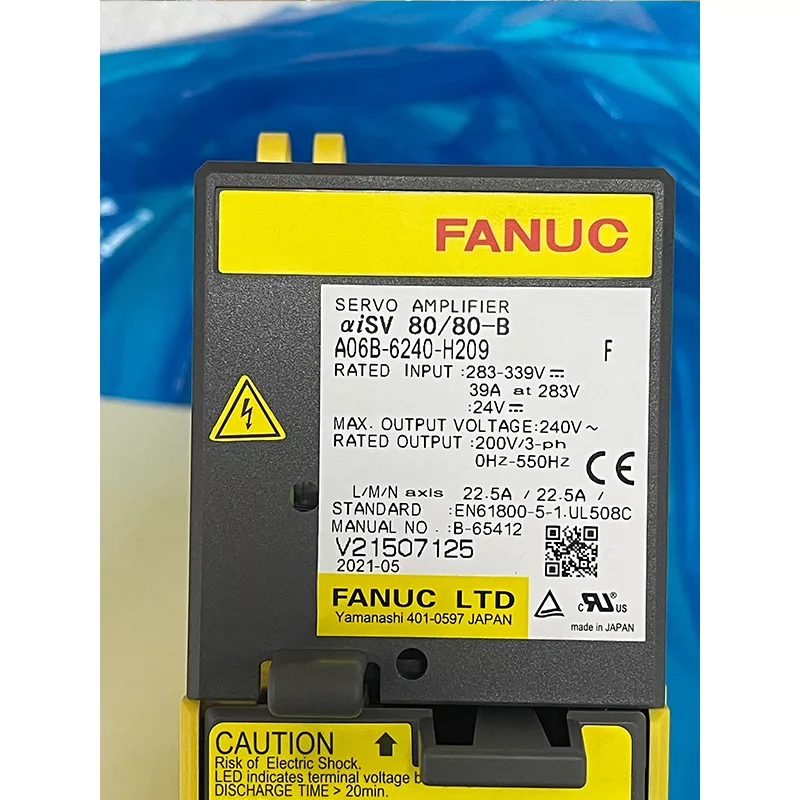 FANUC
SERVO AMPLIFIER
αiSV 80/80-B
A06B-6240-H209 F
RATED INPUT :283-339V⎓
39A at 283V
:24V⎓
MAX. OUTPUT VOLTAGE:240V~
RATED OUTPUT :200V/3-ph
0Hz-550Hz
CE
L/M/N axis 22.5A / 22.5A /
STANDARD :EN61800-5-1.UL508C
MANUAL NO. :B-65412
V21507125
2021-05
FANUC LTD
Yamanashi 401-0597 JAPAN
c RU® US
made in JAPAN
CAUTION
Risk of Electric Shock.
LED indicates terminal voltage
DISCHARGE TIME > 20min.